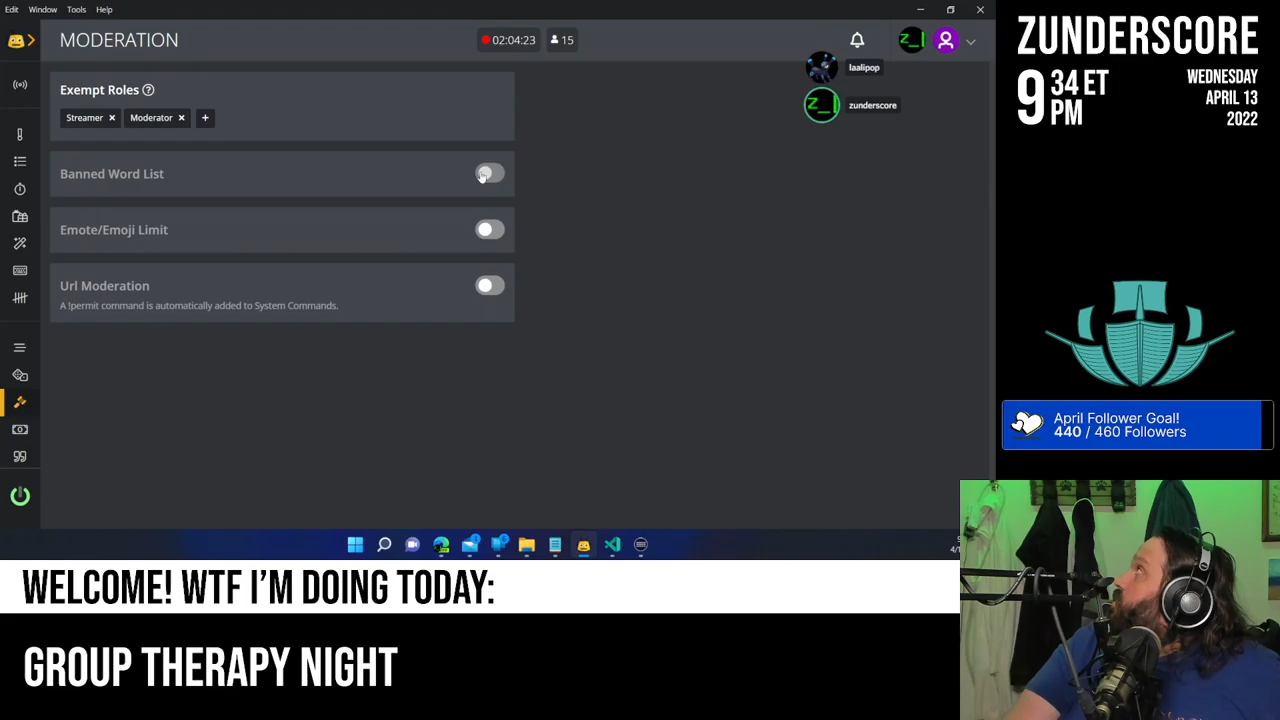 Edit Window Tools Help
MODERATION
02:04:23
15
Exempt Roles
Streamer
Moderator
Banned Word List
Emote/Emoji Limit
Url Moderation
A !permit command is automatically added to System Commands.
z_|
laalipop
z_|
zunderscore
ZUNDERSCORE
9 34 ET
PM
WEDNESDAY
APRIL 13
2022
April Follower Goal!
440 / 460 Followers
WELCOME! WTF I'M DOING TODAY:
GROUP THERAPY NIGHT